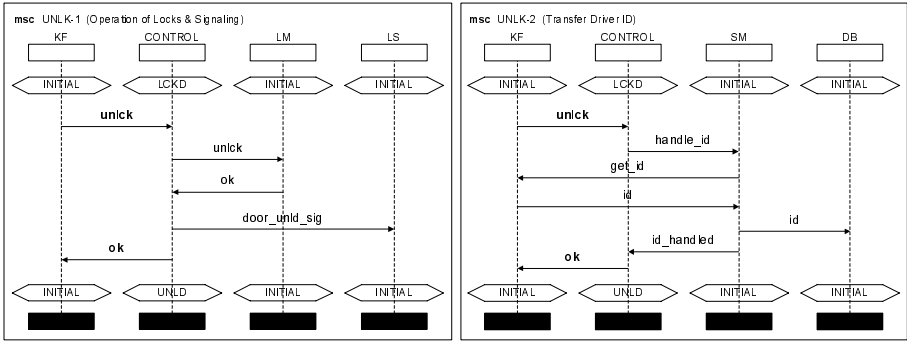 msc UNLK-1 (Operation of Locks & Signaling)
KF CONTROL LM LS
INITIAL LCKD INITIAL INITIAL
unlck
unlck
ok
door_unld_sig
ok
INITIAL UNLD INITIAL INITIAL
msc UNLK-2 (Transfer Driver ID)
KF CONTROL SM DB
INITIAL LCKD INITIAL INITIAL
unlck
handle_id
get_id
id
id
id_handled
ok
INITIAL UNLD INITIAL INITIAL